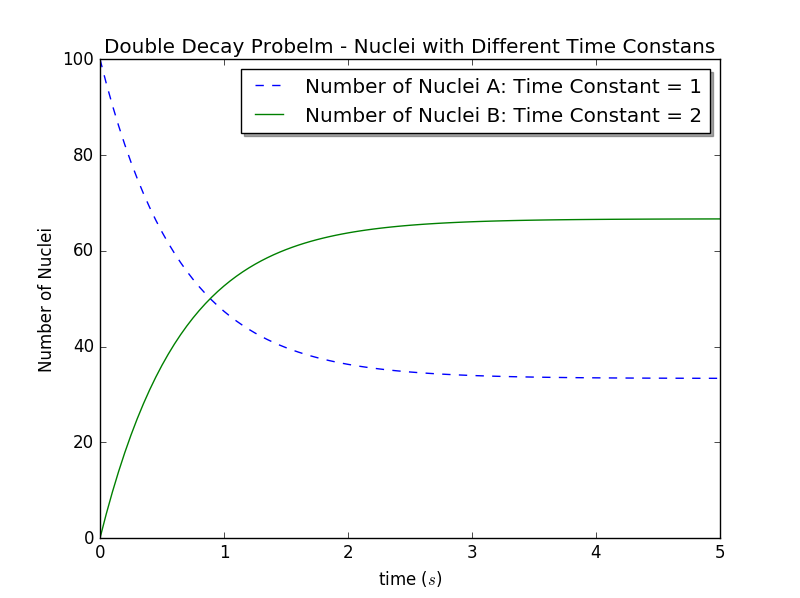 Double Decay Probelm - Nuclei with Different Time Constans
Number of Nuclei A: Time Constant = 1
Number of Nuclei B: Time Constant = 2
Number of Nuclei
100
80
60
40
20
0
0 1 2 3 4 5
time (s)